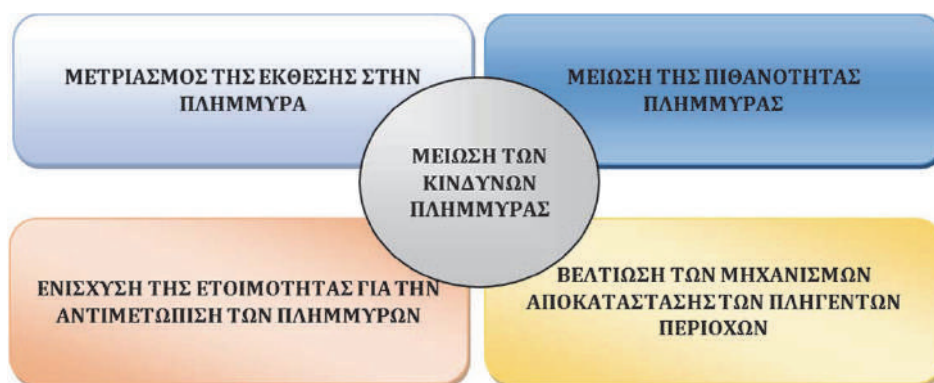 ΜΕΤΡΙΑΣΜΟΣ ΤΗΣ ΕΚΘΕΣΗΣ ΣΤΗΝ
ΠΛΗΜΜΥΡΑ
ΜΕΙΩΣΗ ΤΗΣ ΠΙΘΑΝΟΤΗΤΑΣ
ΠΛΗΜΜΥΡΑΣ
ΜΕΙΩΣΗ ΤΩΝ
ΚΙΝΔΥΝΩΝ
ΠΛΗΜΜΥΡΑΣ
ΕΝΙΣΧΥΣΗ ΤΗΣ ΕΤΟΙΜΟΤΗΤΑΣ ΓΙΑ ΤΗΝ
ΑΝΤΙΜΕΤΩΠΙΣΗ ΤΩΝ ΠΛΗΜΜΥΡΩΝ
ΒΕΛΤΙΩΣΗ ΤΩΝ ΜΗΧΑΝΙΣΜΩΝ
ΑΠΟΚΑΤΑΣΤΑΣΗΣ ΤΩΝ ΠΛΗΓΕΝΤΩΝ
ΠΕΡΙΟΧΩΝ